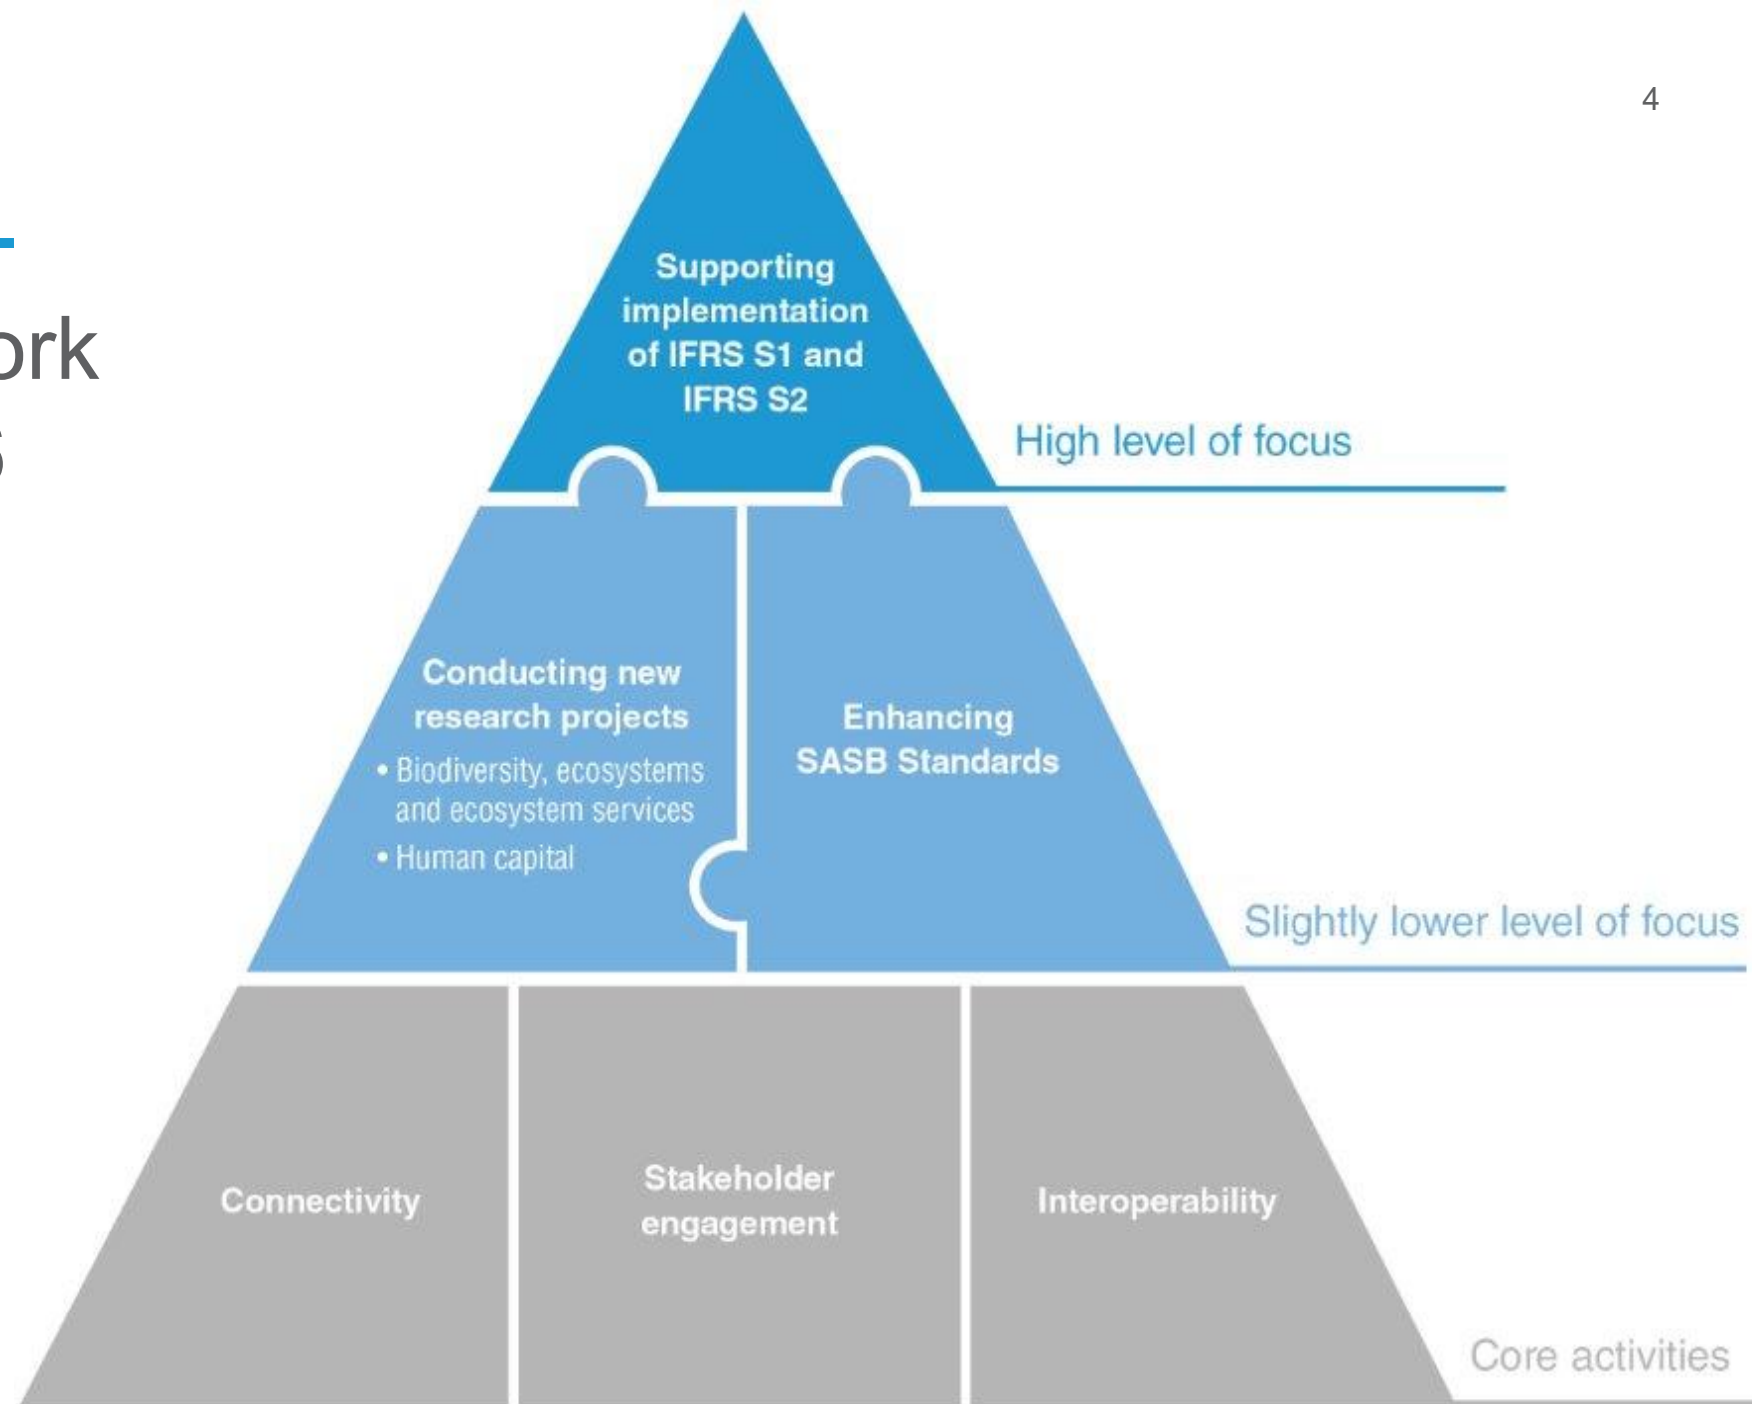 4
Supporting
implementation
of IFRS S1 and
IFRS S2
High level of focus
Conducting new
research projects
• Biodiversity, ecosystems
and ecosystem services
• Human capital
Enhancing
SASB Standards
Slightly lower level of focus
Connectivity
Stakeholder
engagement
Interoperability
Core activities